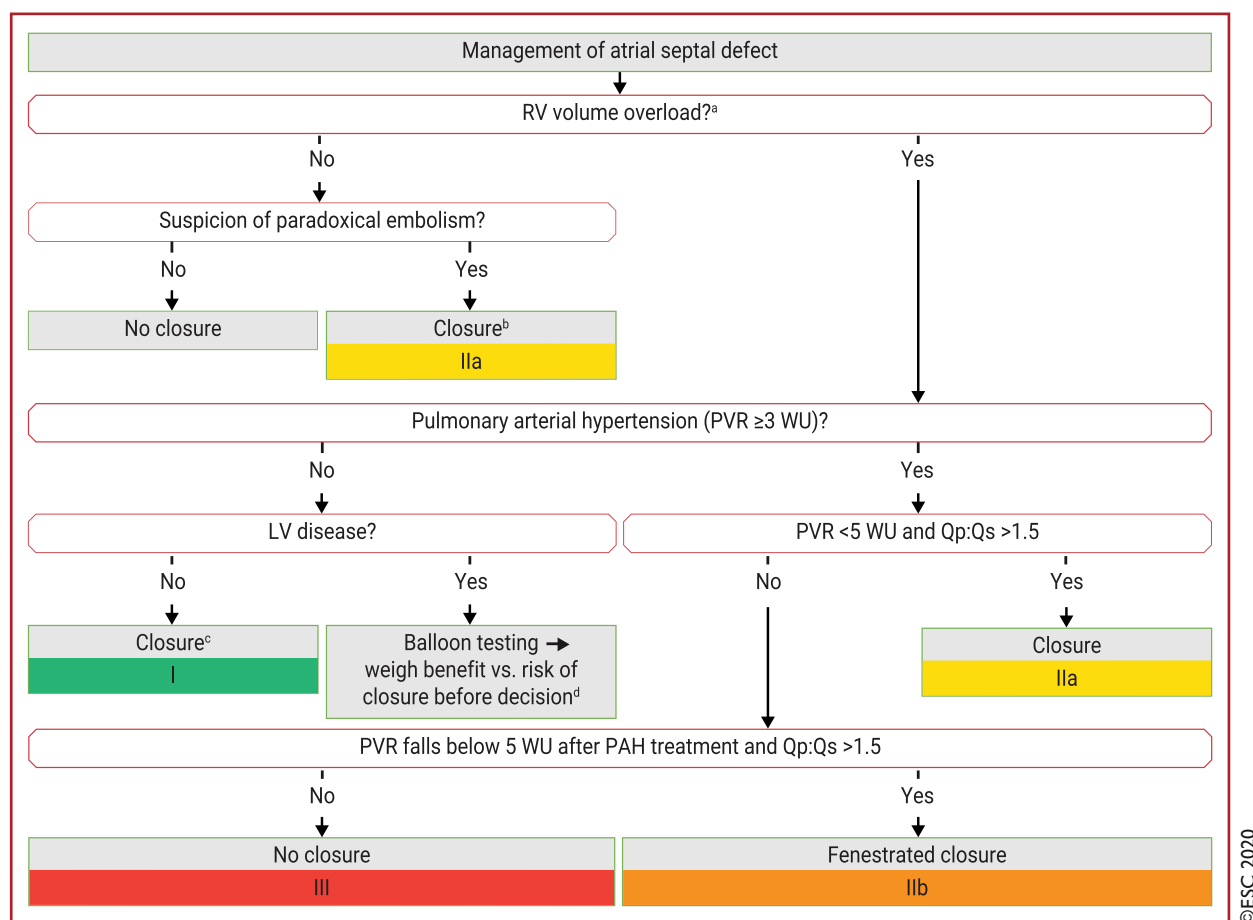 Management of atrial septal defect
RV volume overload?ᵃ
No
Yes
Suspicion of paradoxical embolism?
No
Yes
No closure
Closureᵇ
IIa
Pulmonary arterial hypertension (PVR ≥3 WU)?
No
Yes
LV disease?
PVR <5 WU and Qp:Qs >1.5
No
Yes
No
Yes
Closureᶜ
I
Balloon testing →
weigh benefit vs. risk of
closure before decisionᵈ
Closure
IIa
PVR falls below 5 WU after PAH treatment and Qp:Qs >1.5
No
Yes
No closure
III
Fenestrated closure
IIb
©ESC 2020